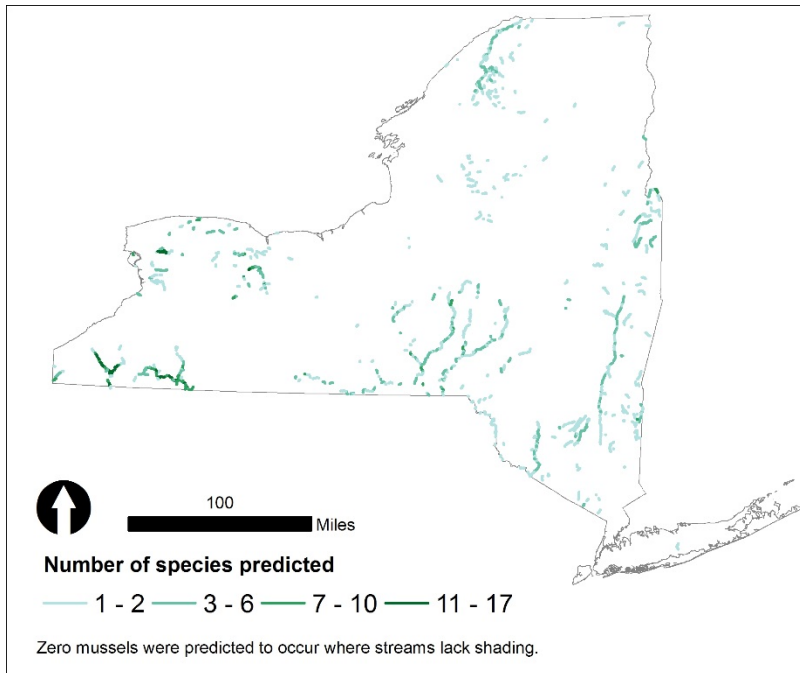 100
Miles
Number of species predicted
1 - 2 3 - 6 7 - 10 11 - 17
Zero mussels were predicted to occur where streams lack shading.